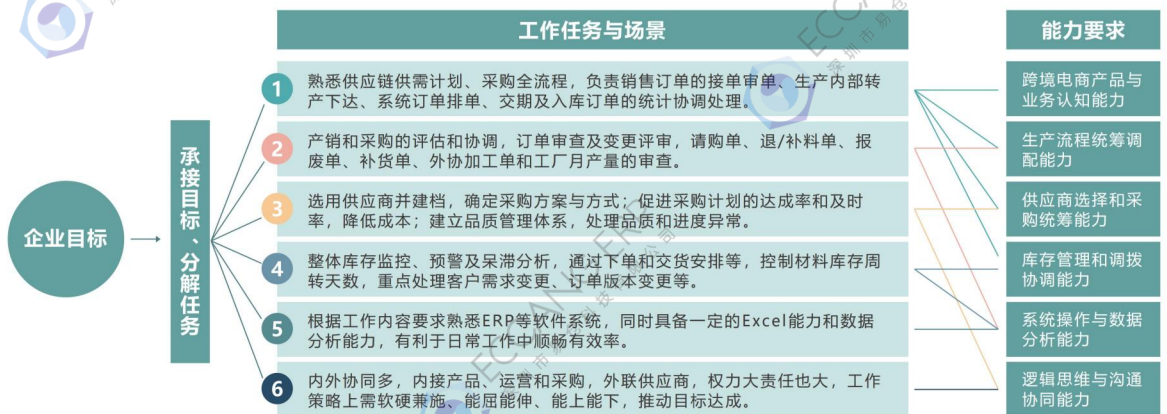 工作任务与场景
能力要求
企业目标
承接目标、分解任务
1
熟悉供应链供需计划、采购全流程，负责销售订单的接单审单、生产内部转
产下达、系统订单排单、交期及入库订单的统计协调处理。
2
产销和采购的评估和协调，订单审查及变更评审，请购单、退/补料单、报
废单、补货单、外协加工单和工厂月产量的审查。
3
选用供应商并建档，确定采购方案与方式；促进采购计划的达成率和及时
率，降低成本；建立品质管理体系，处理品质和进度异常。
4
整体库存监控、预警及呆滞分析，通过下单和交货安排等，控制材料库存周
转天数，重点处理客户需求变更、订单版本变更等。
5
根据工作内容要求熟悉ERP等软件系统，同时具备一定的Excel能力和数据
分析能力，有利于日常工作中顺畅有效率。
6
内外协同多，内接产品、运营和采购，外联供应商，权力大责任也大，工作
策略上需软硬兼施、能屈能伸、能上能下，推动目标达成。
跨境电商产品与
业务认知能力
生产流程统筹调
配能力
供应商选择和采
购统筹能力
库存管理和调拨
协调能力
系统操作与数据
分析能力
逻辑思维与沟通
协同能力